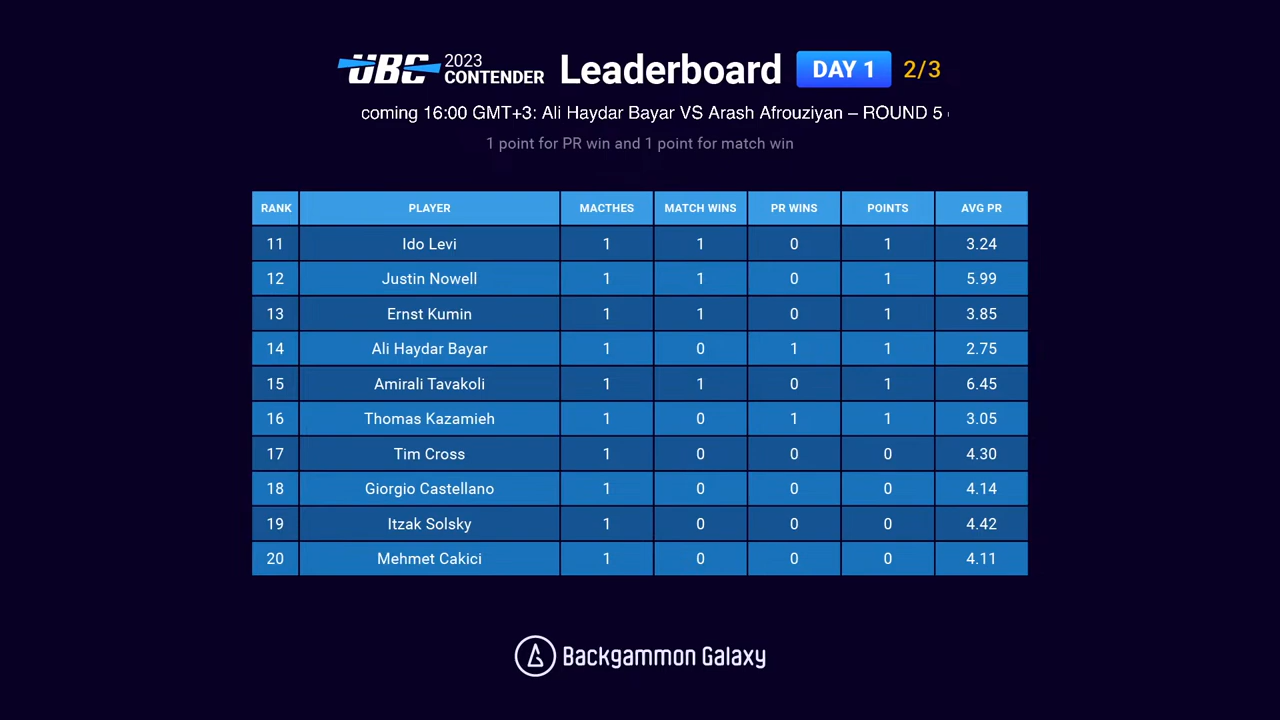 UBC 2023 CONTENDER Leaderboard DAY 1 2/3
coming 16:00 GMT+3: Ali Haydar Bayar VS Arash Afrouziyan – ROUND 5
1 point for PR win and 1 point for match win
RANK PLAYER MACTHES MATCH WINS PR WINS POINTS AVG PR
11 Ido Levi 1 1 0 1 3.24
12 Justin Nowell 1 1 0 1 5.99
13 Ernst Kumin 1 1 0 1 3.85
14 Ali Haydar Bayar 1 0 1 1 2.75
15 Amirali Tavakoli 1 1 0 1 6.45
16 Thomas Kazamieh 1 0 1 1 3.05
17 Tim Cross 1 0 0 0 4.30
18 Giorgio Castellano 1 0 0 0 4.14
19 Itzak Solsky 1 0 0 0 4.42
20 Mehmet Cakici 1 0 0 0 4.11
Backgammon Galaxy